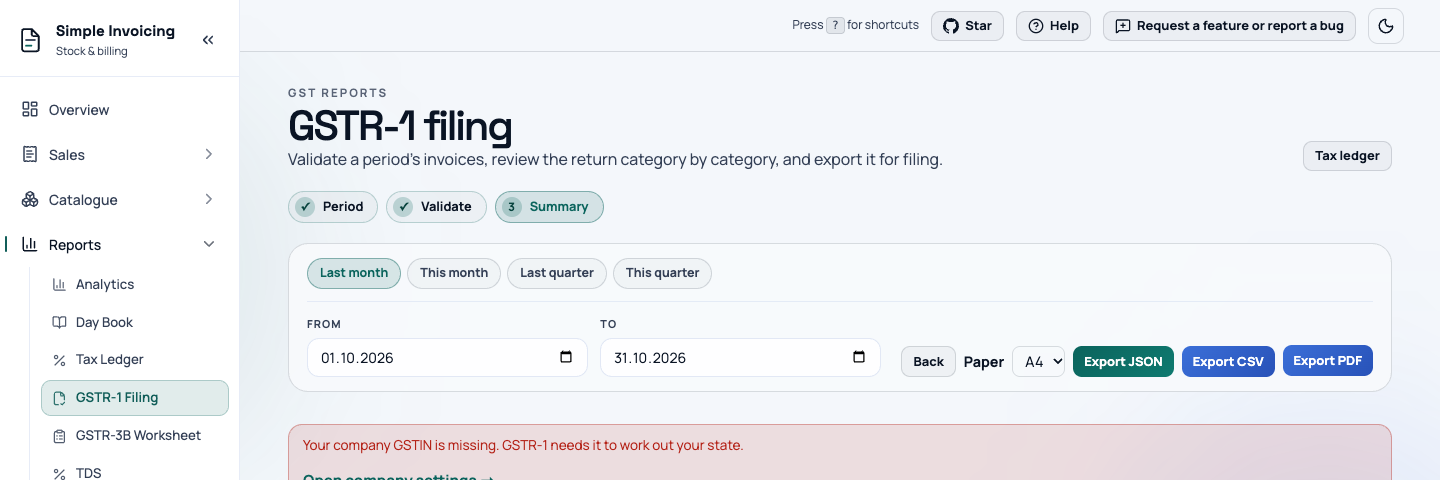 Simple Invoicing
Stock & billing
Overview
Sales
Catalogue
Reports
Analytics
Day Book
Tax Ledger
GSTR-1 Filing
GSTR-3B Worksheet
TDS
Press ? for shortcuts
Star
Help
Request a feature or report a bug
GST REPORTS
GSTR-1 filing
Validate a period's invoices, review the return category by category, and export it for filing.
Tax ledger
✓ Period
✓ Validate
3 Summary
Last month
This month
Last quarter
This quarter
FROM
TO
01.10.2026
31.10.2026
Back
Paper
A4
Export JSON
Export CSV
Export PDF
Your company GSTIN is missing. GSTR-1 needs it to work out your state.
Open company settings →